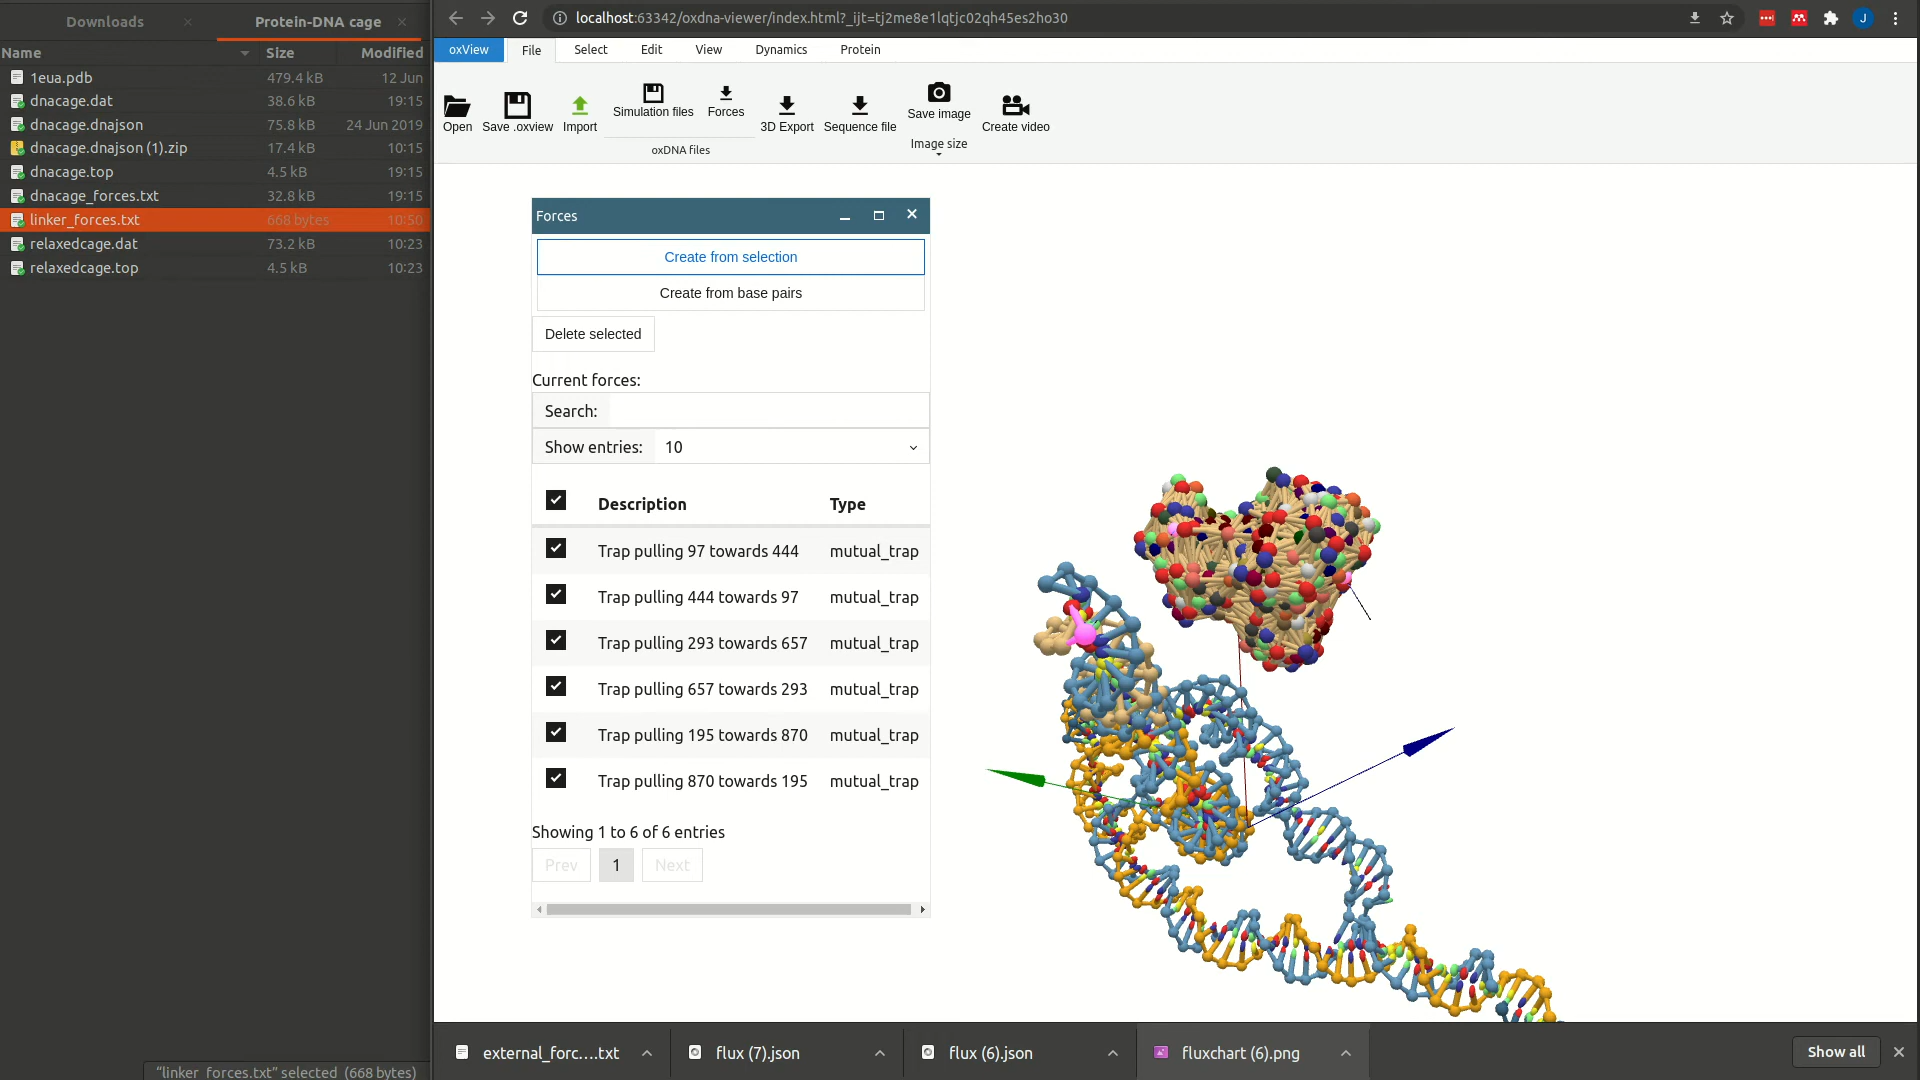 Downloads
Protein-DNA cage
Name Size Modified
1eua.pdb 479.4 kB 12 Jun
dnacage.dat 38.6 kB 19:15
dnacage.dnajson 75.8 kB 24 Jun 2019
dnacage.dnajson (1).zip 17.4 kB 10:15
dnacage.top 4.5 kB 19:15
dnacage_forces.txt 32.8 kB 19:15
linker_forces.txt 668 bytes 10:50
relaxedcage.dat 73.2 kB 10:23
relaxedcage.top 4.5 kB 10:23
"linker_forces.txt" selected (668 bytes)
localhost:63342/oxdna-viewer/index.html?_ijt=tj2me8e1lqtjc02qh45es2ho30
J
oxView File Select Edit View Dynamics Protein
Open
Save .oxview
Import
Simulation files
Forces
oxDNA files
3D Export
Sequence file
Save image
Image size
Create video
Forces
Create from selection
Create from base pairs
Delete selected
Current forces:
Search:
Show entries: 10
Description Type
Trap pulling 97 towards 444 mutual_trap
Trap pulling 444 towards 97 mutual_trap
Trap pulling 293 towards 657 mutual_trap
Trap pulling 657 towards 293 mutual_trap
Trap pulling 195 towards 870 mutual_trap
Trap pulling 870 towards 195 mutual_trap
Showing 1 to 6 of 6 entries
Prev 1 Next
external_forc....txt
flux (7).json
flux (6).json
fluxchart (6).png
Show all